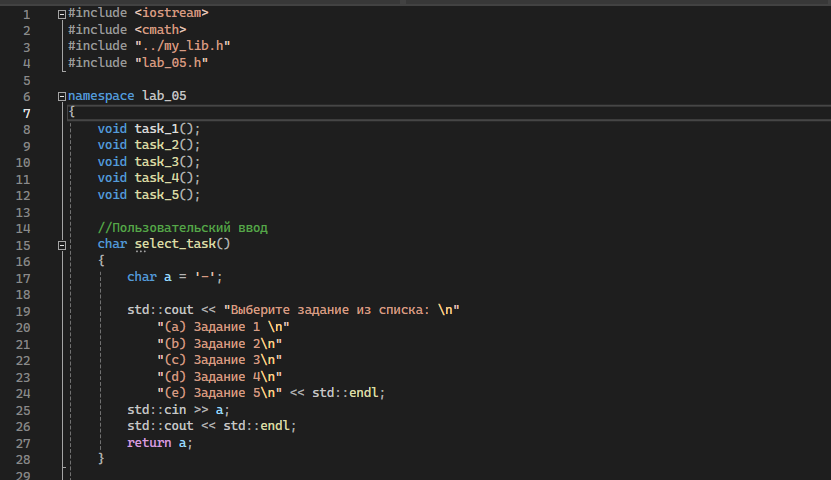 1 #include <iostream>
2 #include <cmath>
3 #include "../my_lib.h"
4 #include "lab_05.h"
5
6 namespace lab_05
7 {
8 void task_1();
9 void task_2();
10 void task_3();
11 void task_4();
12 void task_5();
13
14 //Пользовательский ввод
15 char select_task()
16 {
17 char a = '-';
18
19 std::cout << "Выберите задание из списка: \n"
20 "(a) Задание 1 \n"
21 "(b) Задание 2\n"
22 "(c) Задание 3\n"
23 "(d) Задание 4\n"
24 "(e) Задание 5\n" << std::endl;
25 std::cin >> a;
26 std::cout << std::endl;
27 return a;
28 }
29